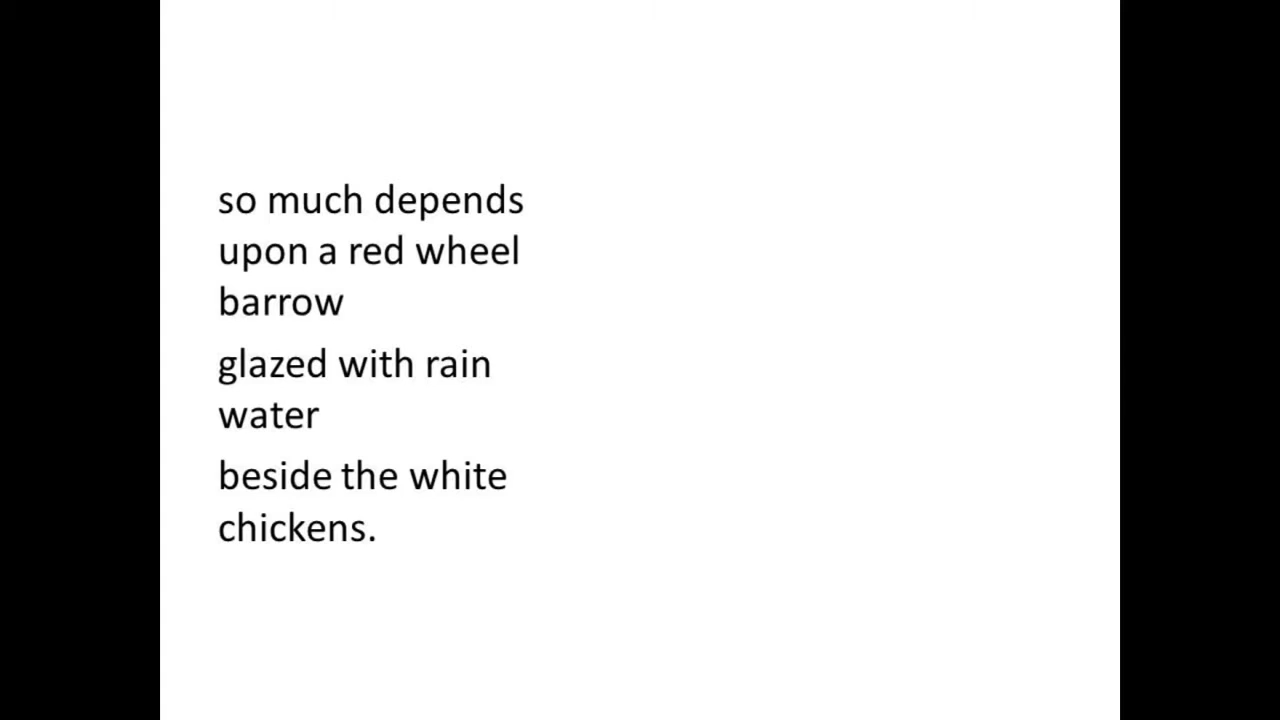 so much depends
upon a red wheel
barrow
glazed with rain
water
beside the white
chickens.